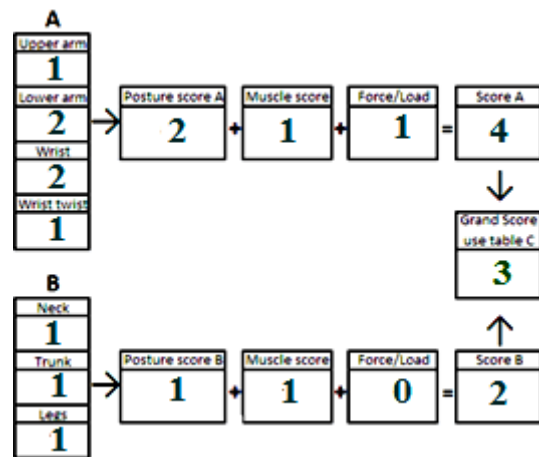 A
Upper arm
1
Lower arm
2
Wrist
2
Wrist twist
1
Posture score A
2
+
Muscle score
1
+
Force/Load
1
=
Score A
4
Grand Score
use table C
3
B
Neck
1
Trunk
1
Legs
1
Posture score B
1
+
Muscle score
1
+
Force/Load
0
=
Score B
2